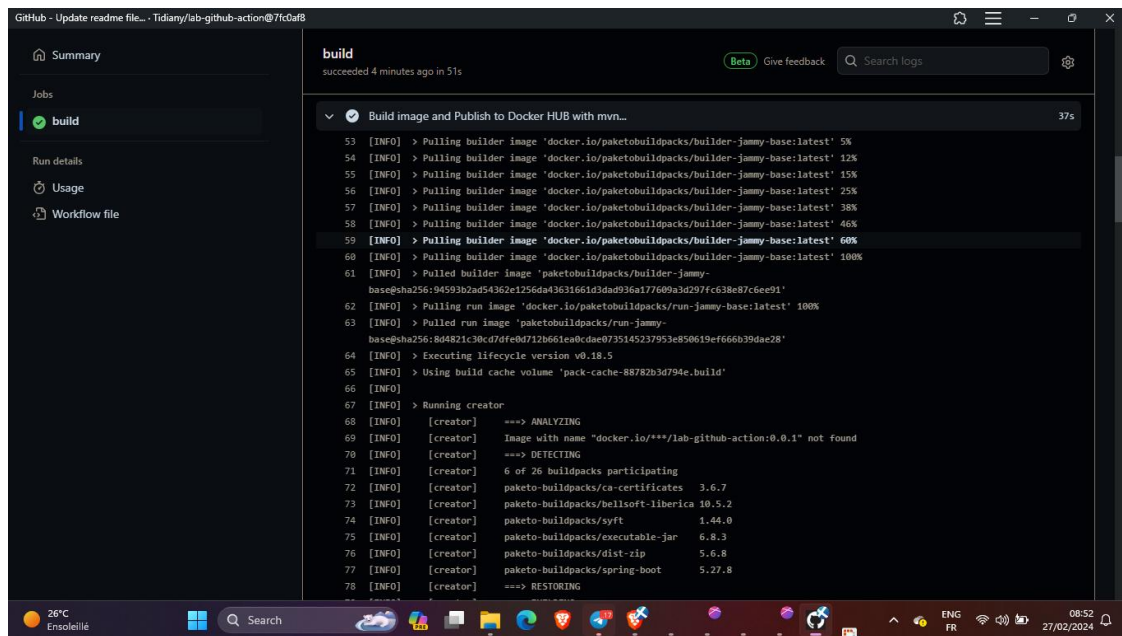 GitHub - Update readme file... · Tidiany/lab-github-action@7fc0af8
Summary
Jobs
build
Run details
Usage
Workflow file
build
succeeded 4 minutes ago in 51s
Beta Give feedback
Search logs
Build image and Publish to Docker HUB with mvn... 37s
53 [INFO] > Pulling builder image 'docker.io/paketobuildpacks/builder-jammy-base:latest' 5%
54 [INFO] > Pulling builder image 'docker.io/paketobuildpacks/builder-jammy-base:latest' 12%
55 [INFO] > Pulling builder image 'docker.io/paketobuildpacks/builder-jammy-base:latest' 15%
56 [INFO] > Pulling builder image 'docker.io/paketobuildpacks/builder-jammy-base:latest' 25%
57 [INFO] > Pulling builder image 'docker.io/paketobuildpacks/builder-jammy-base:latest' 38%
58 [INFO] > Pulling builder image 'docker.io/paketobuildpacks/builder-jammy-base:latest' 46%
59 [INFO] > Pulling builder image 'docker.io/paketobuildpacks/builder-jammy-base:latest' 60%
60 [INFO] > Pulling builder image 'docker.io/paketobuildpacks/builder-jammy-base:latest' 100%
61 [INFO] > Pulled builder image 'paketobuildpacks/builder-jammy-
base@sha256:94593b2ad54362e1256da43631661d3dad936a177609a3d297fc638e87c6ee91'
62 [INFO] > Pulling run image 'docker.io/paketobuildpacks/run-jammy-base:latest' 100%
63 [INFO] > Pulled run image 'paketobuildpacks/run-jammy-
base@sha256:8d4821c30cd7dfe0d712b661ea0cdae0735145237953e850619ef666b39dae28'
64 [INFO] > Executing lifecycle version v0.18.5
65 [INFO] > Using build cache volume 'pack-cache-88782b3d794e.build'
66 [INFO]
67 [INFO] > Running creator
68 [INFO] [creator] ===> ANALYZING
69 [INFO] [creator] Image with name "docker.io/***/lab-github-action:0.0.1" not found
70 [INFO] [creator] ===> DETECTING
71 [INFO] [creator] 6 of 26 buildpacks participating
72 [INFO] [creator] paketo-buildpacks/ca-certificates 3.6.7
73 [INFO] [creator] paketo-buildpacks/bellsoft-liberica 10.5.2
74 [INFO] [creator] paketo-buildpacks/syft 1.44.0
75 [INFO] [creator] paketo-buildpacks/executable-jar 6.8.3
76 [INFO] [creator] paketo-buildpacks/dist-zip 5.6.8
77 [INFO] [creator] paketo-buildpacks/spring-boot 5.27.8
78 [INFO] [creator] ===> RESTORING
26°C
Ensoleillé
Search
ENG
FR
08:52
27/02/2024